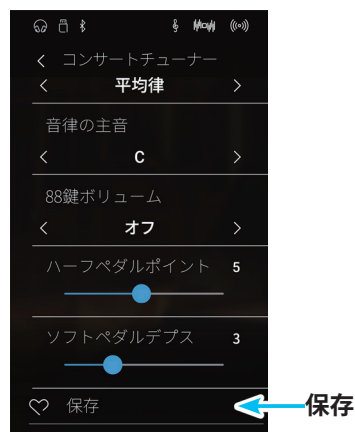 コンサートチューナー
平均律
音律の主音
C
88鍵ボリューム
オフ
ハーフペダルポイント 5
ソフトペダルデプス 3
保存 保存